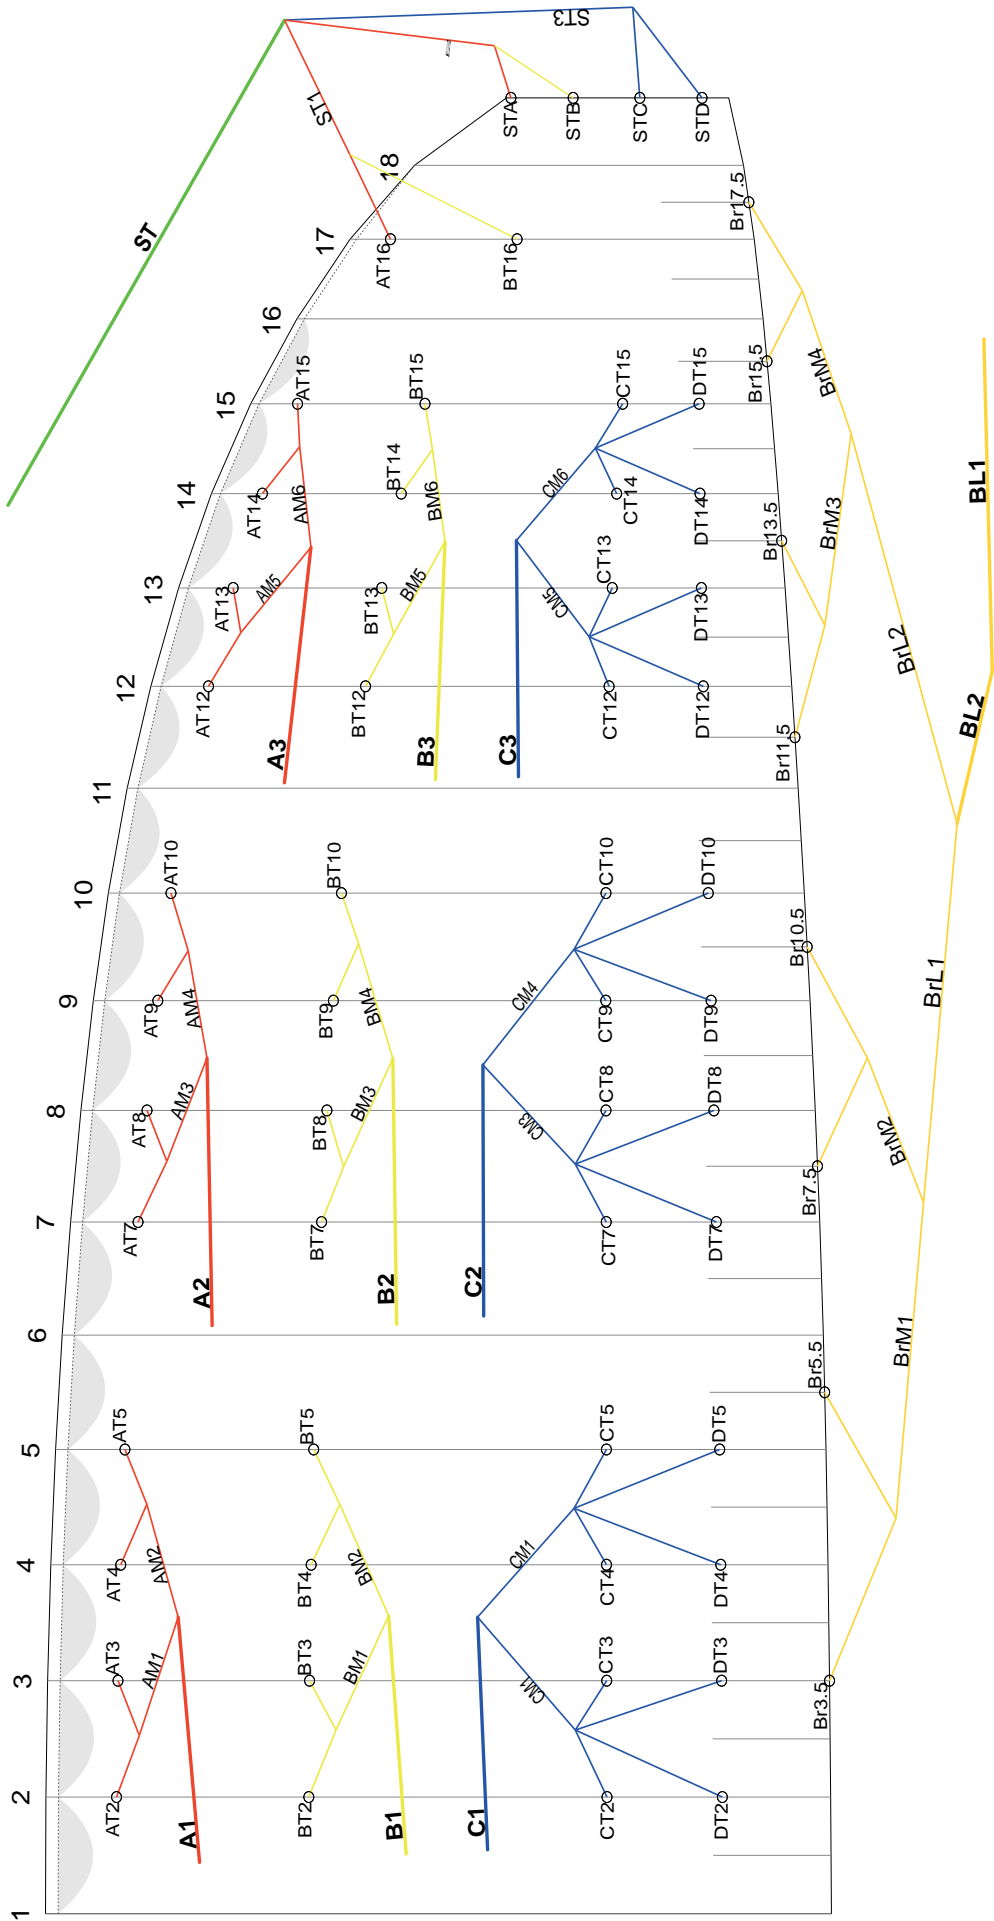 1 2 3 4 5 6 7 8 9 10 11 12 13 14 15 16 17 18
AT2 AT3 AT4 AT5 AT7 AT8 AT9 AT10 AT12 AT13 AT14 AT15 AT16 STA
AM1 AM2 AM3 AM4 AM5 AM6 ST1 ST
A1 A2 A3
BT2 BT3 BT4 BT5 BT7 BT8 BT9 BT10 BT12 BT13 BT14 BT15 BT16 STB
BM1 BM2 BM3 BM4 BM5 BM6
B1 B2 B3
C1 C2 C3
CM1 CM1 CM3 CM4 CM5 CM6 ST3
CT2 CT3 CT4 CT5 CT7 CT8 CT9 CT10 CT12 CT13 CT14 CT15 STC
DT2 DT3 DT4 DT5 DT7 DT8 DT9 DT10 DT12 DT13 DT14 DT15 STD
Br3.5 Br5.5 Br7.5 Br10.5 Br11.5 Br13.5 Br15.5 Br17.5
BrM1 BrM2 BrM3 BrM4
BrL1 BrL2
BL2 BL1